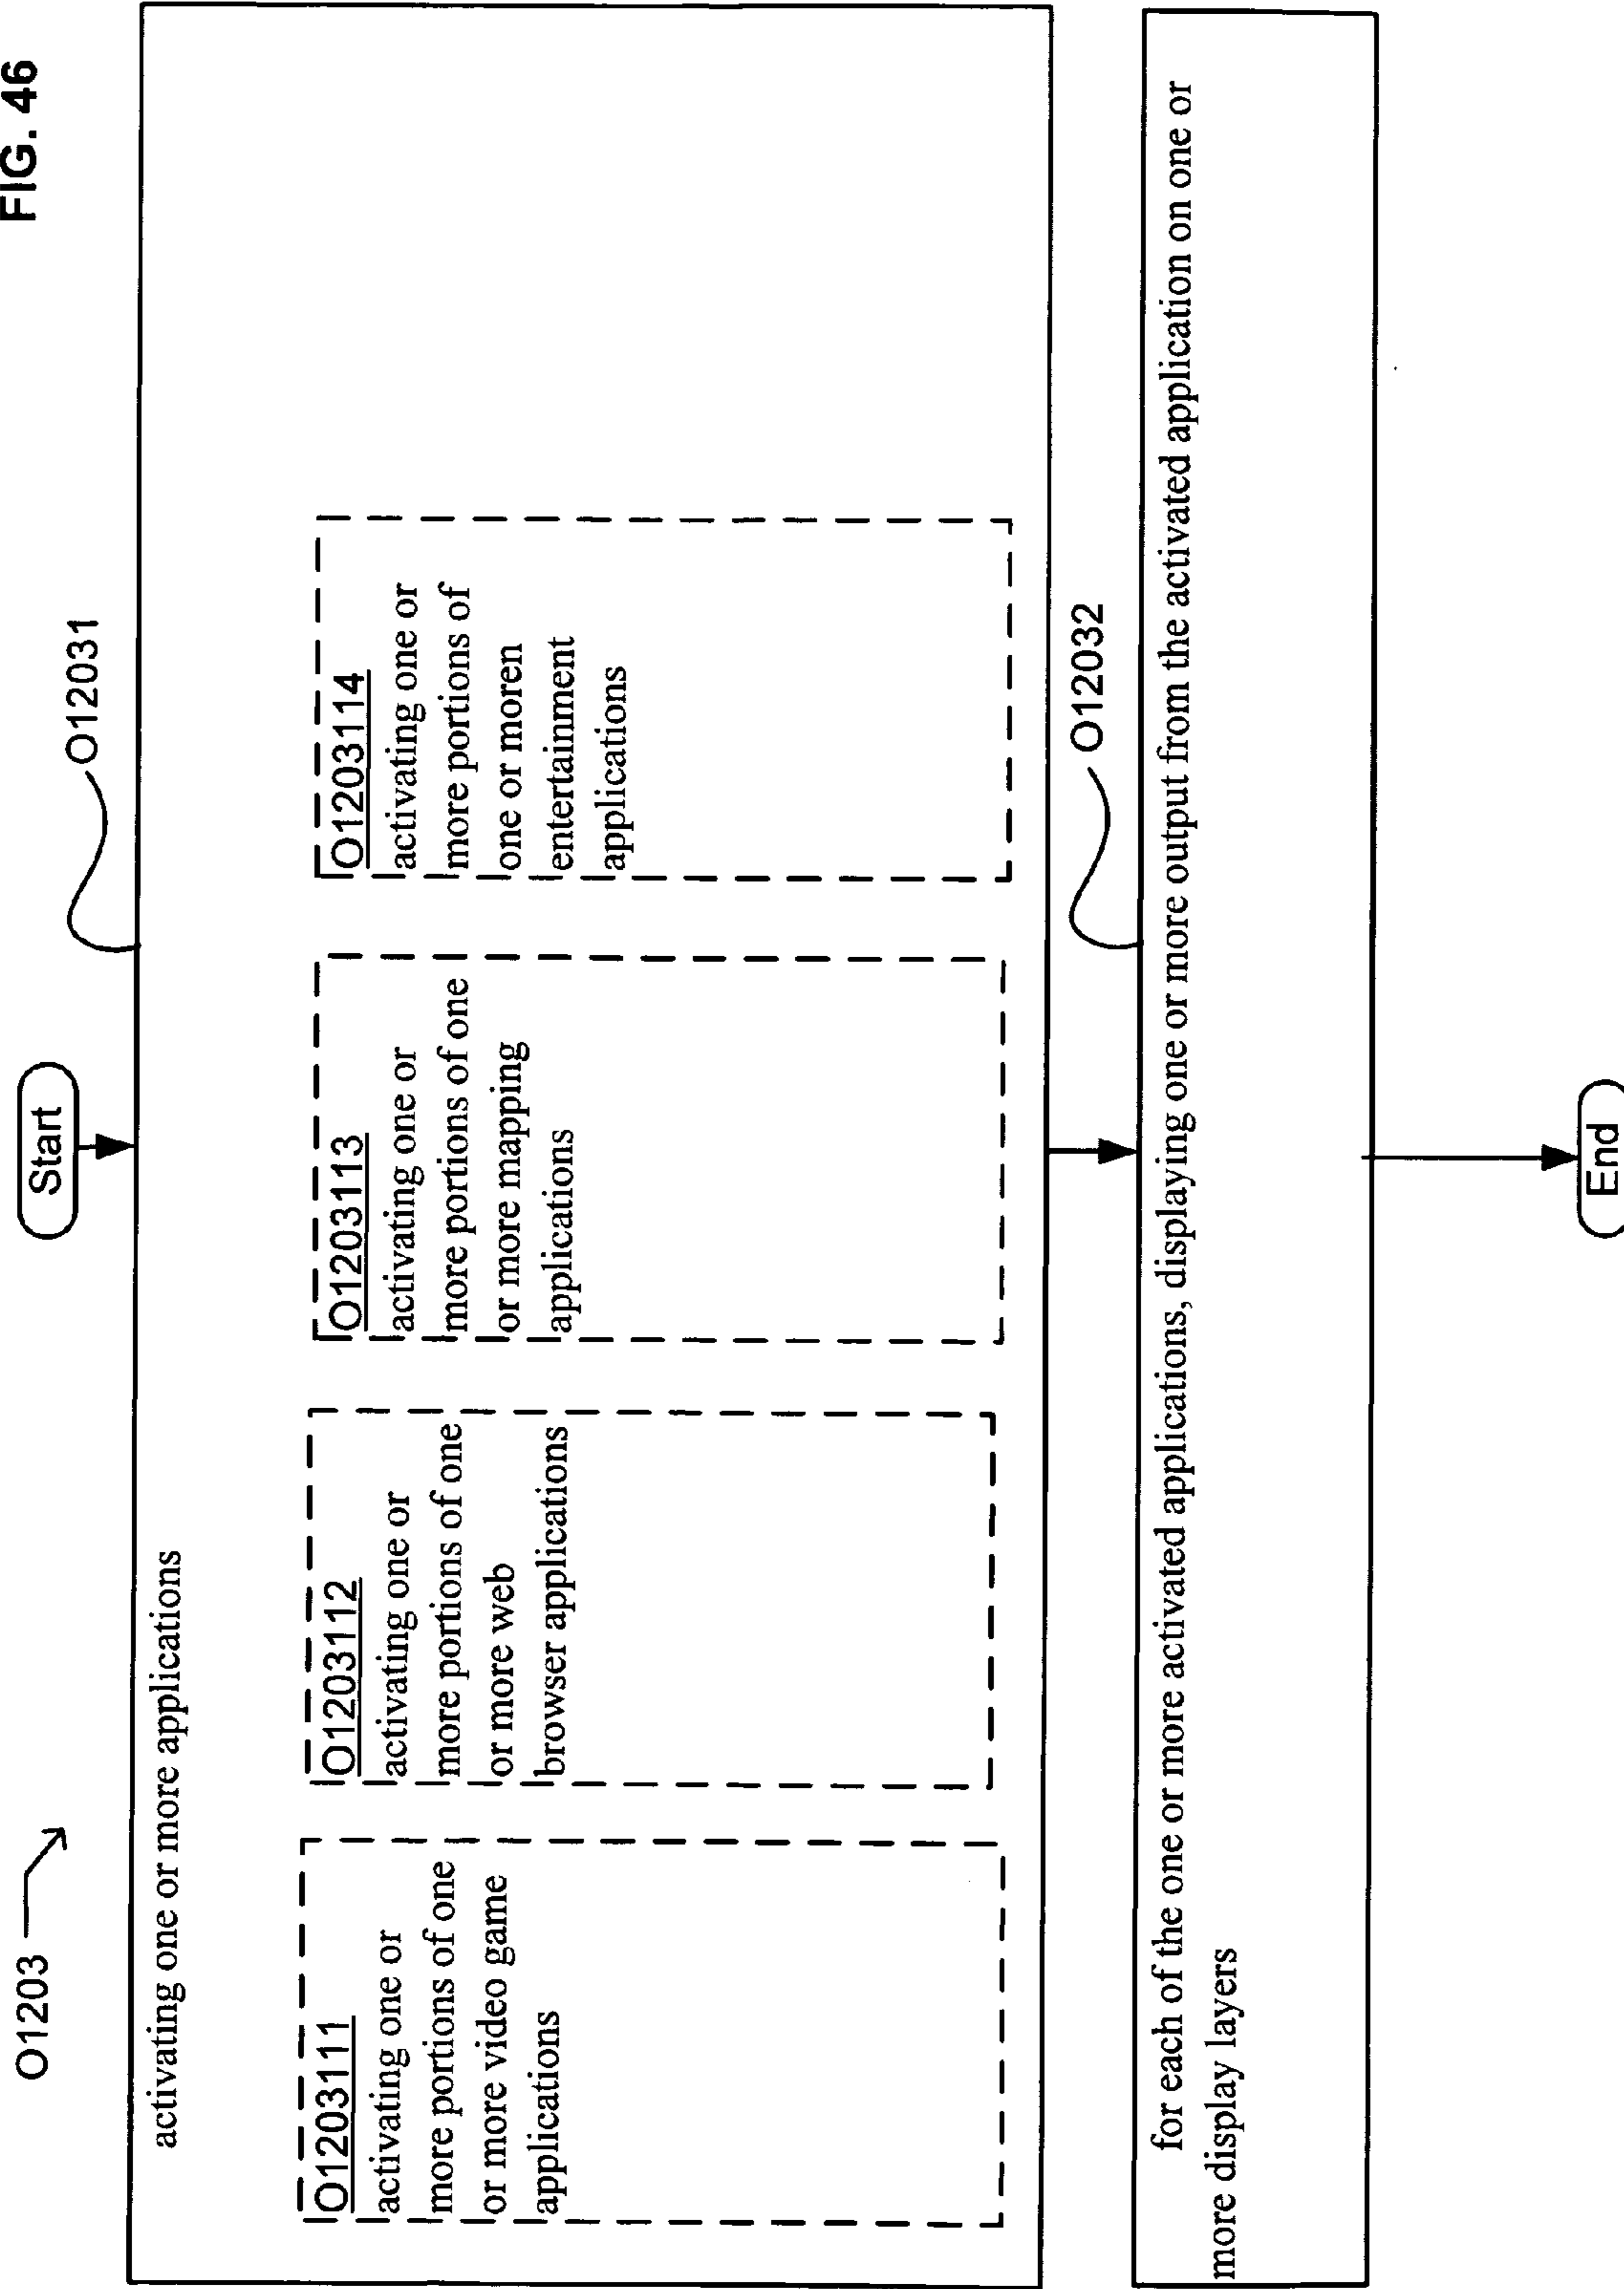 FIG. 46
O1203
Start
O12031
activating one or more applications
O1203111
activating one or
more portions of one
or more video game
applications
O1203112
activating one or
more portions of one
or more web
browser applications
O1203113
activating one or
more portions of one
or more mapping
applications
O1203114
activating one or
more portions of
one or moren
entertainment
applications
O12032
for each of the one or more activated applications, displaying one or more output from the activated application on one or
more display layers
End